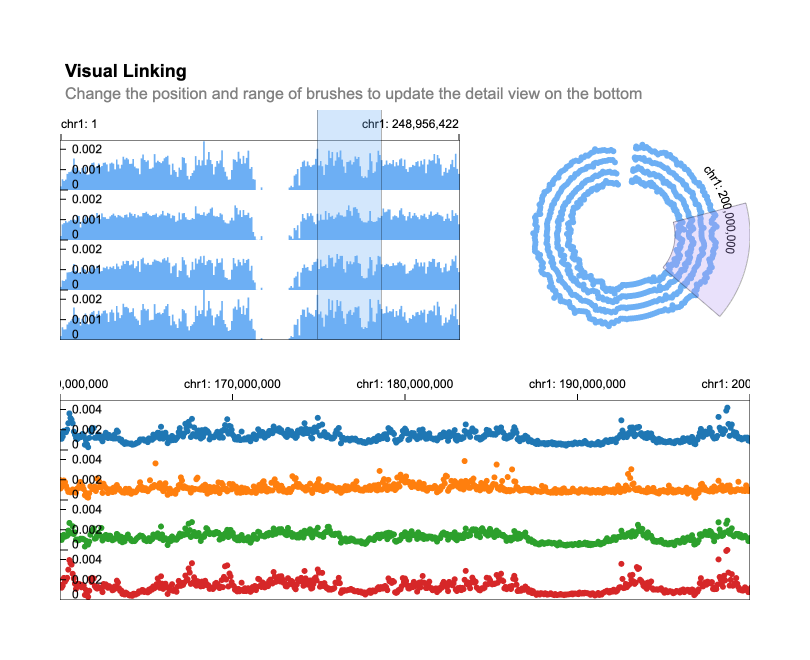 Visual Linking
Change the position and range of brushes to update the detail view on the bottom
chr1: 1
chr1: 248,956,422
0.002
0.001
0
0.002
0.001
0
0.002
0.001
0
0.002
0.001
0
chr1: 200,000,000
),000,000
chr1: 170,000,000
chr1: 180,000,000
chr1: 190,000,000
chr1: 200
0.004
0.002
0
0.004
0.002
0
0.004
0.002
0
0.004
0.002
0